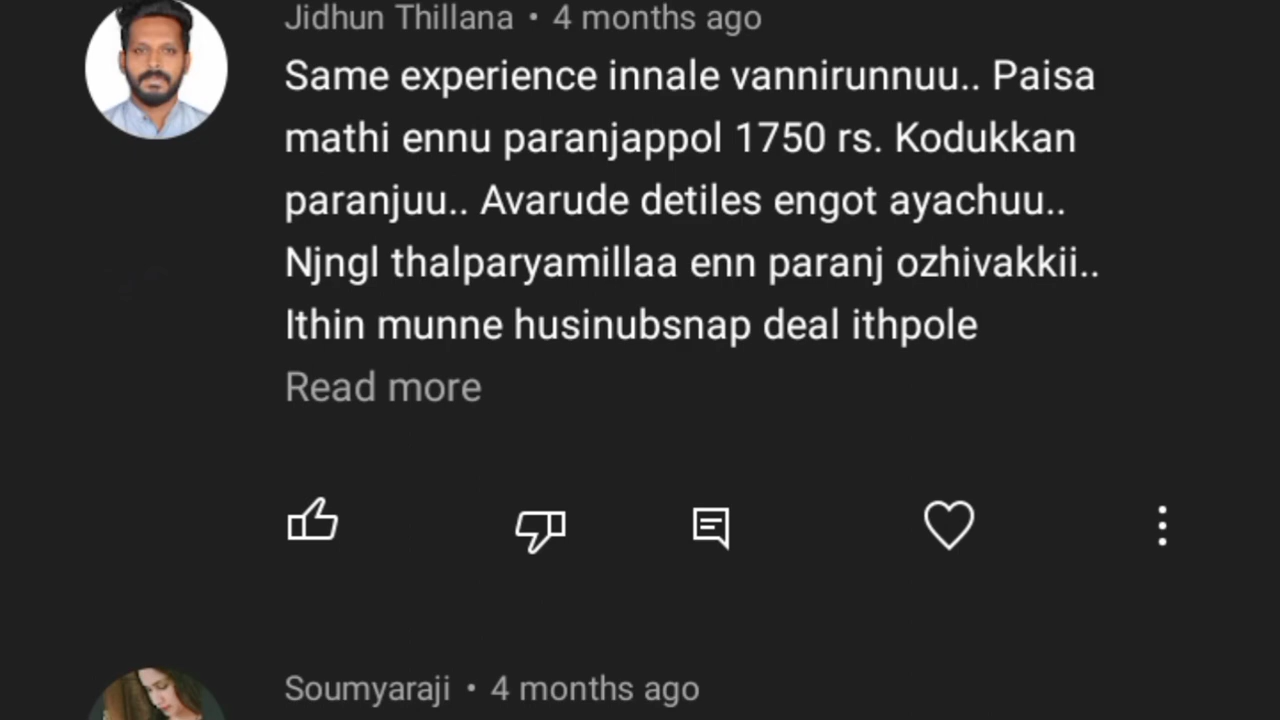 Jidhun Thillana • 4 months ago
Same experience innale vannirunnuu.. Paisa
mathi ennu paranjappol 1750 rs. Kodukkan
paranjuu.. Avarude detiles engot ayachuu..
Njngl thalparyamillaa enn paranj ozhivakkii..
Ithin munne husinubsnap deal ithpole
Read more
Soumyaraji • 4 months ago